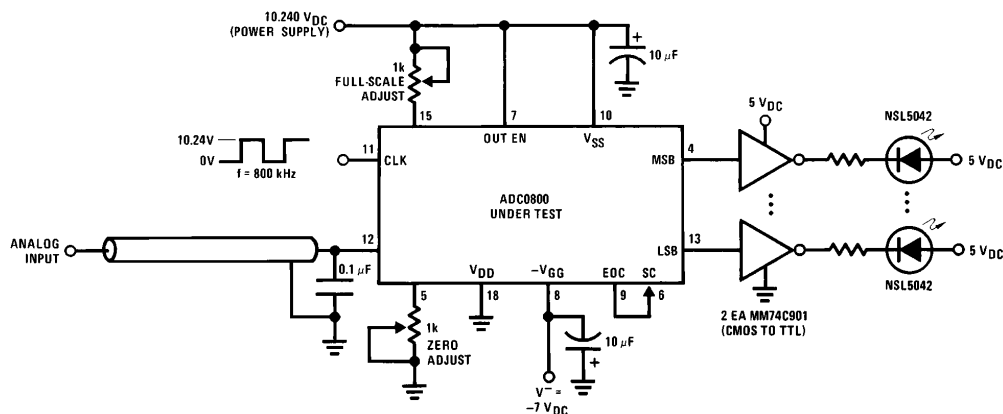 10.240 VDC
(POWER SUPPLY)
+
10 μF
1k
FULL-SCALE
ADJUST
15
7
10
OUT EN
VSS
5 VDC
NSL5042
10.24V
0V
f = 800 kHz
11
CLK
MSB
4
5 VDC
ADC0800
UNDER TEST
ANALOG
INPUT
12
LSB
13
5 VDC
0.1 μF
VDD
−VGG
EOC
SC
NSL5042
5
18
8
9
6
1k
ZERO
ADJUST
10 μF
+
2 EA MM74C901
(CMOS TO TTL)
V− =
−7 VDC